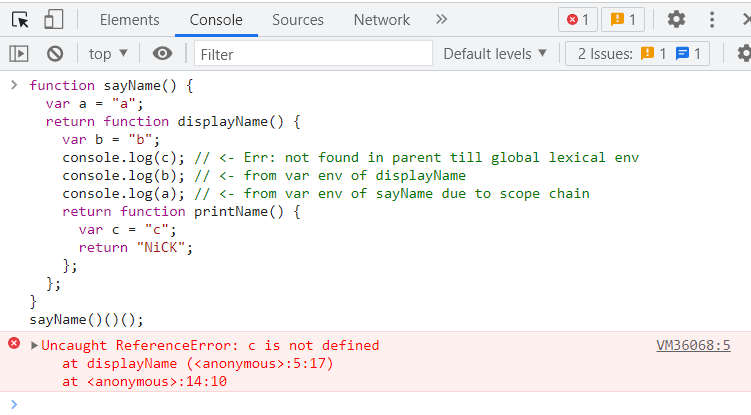 Elements Console Sources Network » 1 1
top ▼ Filter Default levels ▼ 2 Issues: 1 1
> function sayName() {
var a = "a";
return function displayName() {
var b = "b";
console.log(c); // <- Err: not found in parent till global lexical env
console.log(b); // <- from var env of displayName
console.log(a); // <- from var env of sayName due to scope chain
return function printName() {
var c = "c";
return "NiCK";
};
};
}
sayName()()();
▶Uncaught ReferenceError: c is not defined VM36068:5
at displayName (<anonymous>:5:17)
at <anonymous>:14:10
>